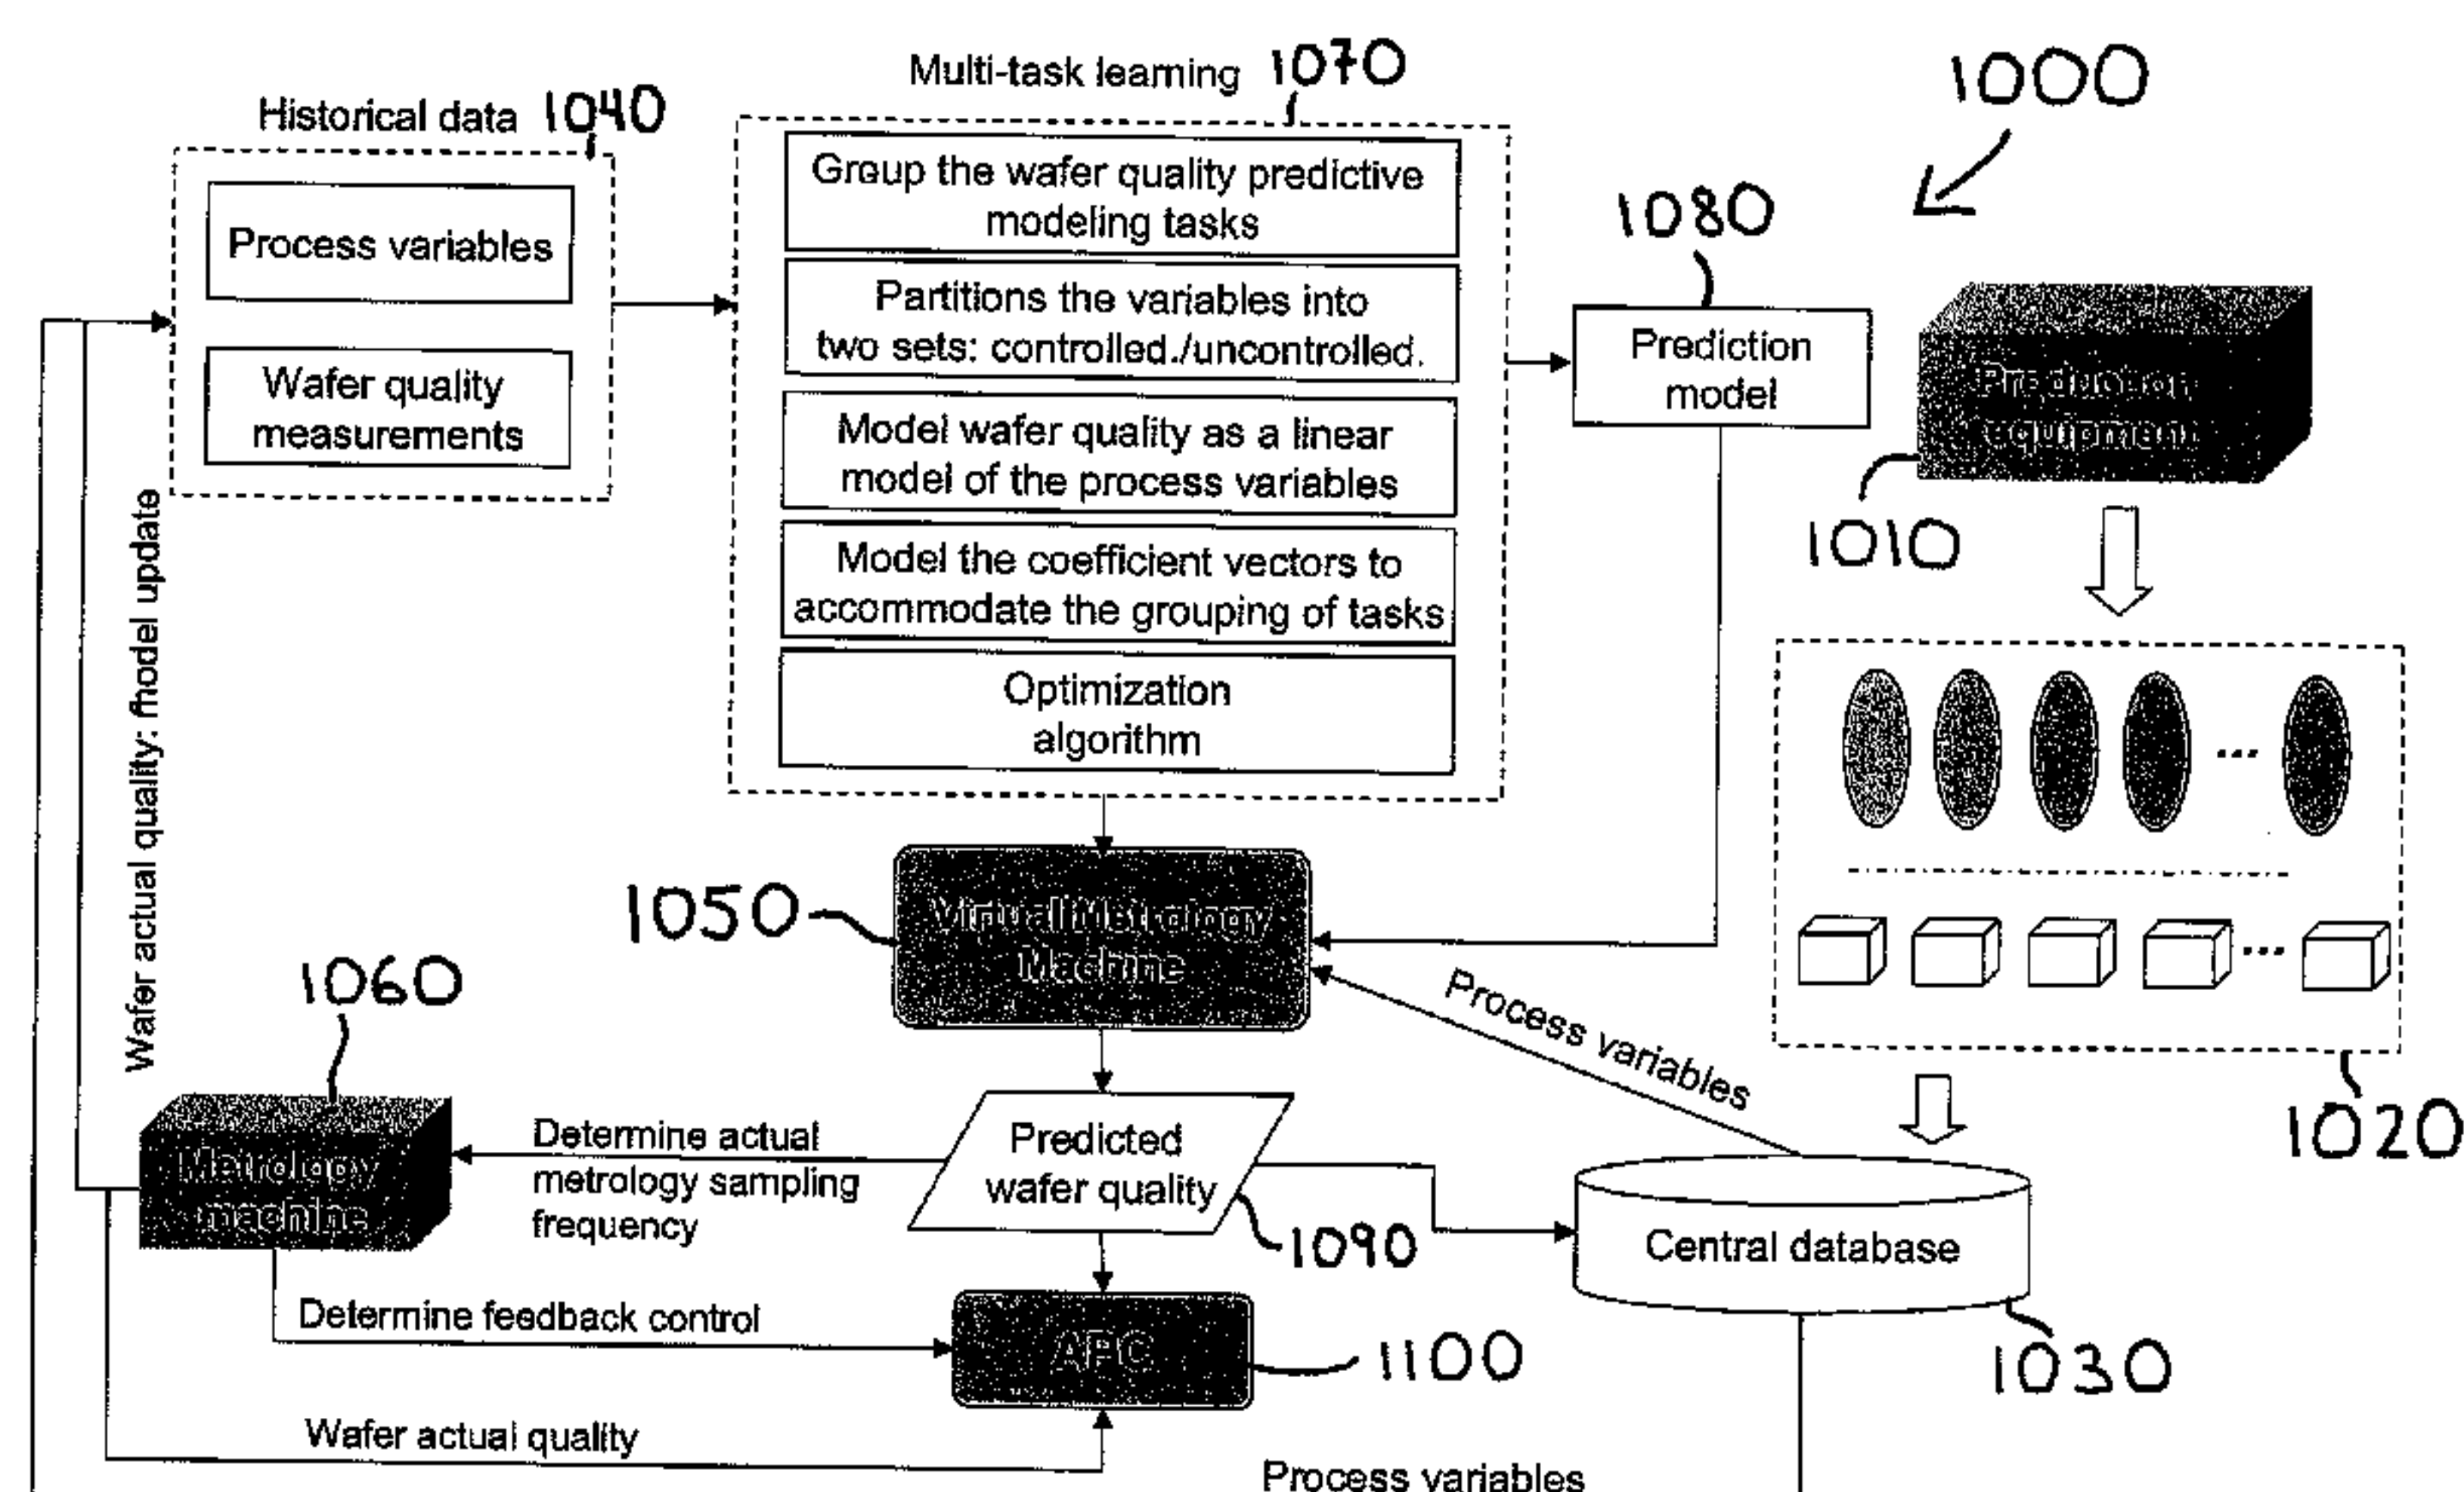 Multi-task learning 1070
1000
Historical data 1040
Process variables
Wafer quality
measurements
Group the wafer quality predictive
modeling tasks
Partitions the variables into
two sets: controlled./uncontrolled.
Model wafer quality as a linear
model of the process variables
Model the coefficient vectors to
accommodate the grouping of tasks
Optimization
algorithm
1080
Prediction
model
Production
equipment
1010
...
...
1020
Wafer actual quality: model update
1050
Virtual Metrology
Machine
Process variables
1060
Metrology
machine
Determine actual
metrology sampling
frequency
Predicted
wafer quality
1090
Central database
1030
Determine feedback control
APC
1100
Wafer actual quality
Process variables